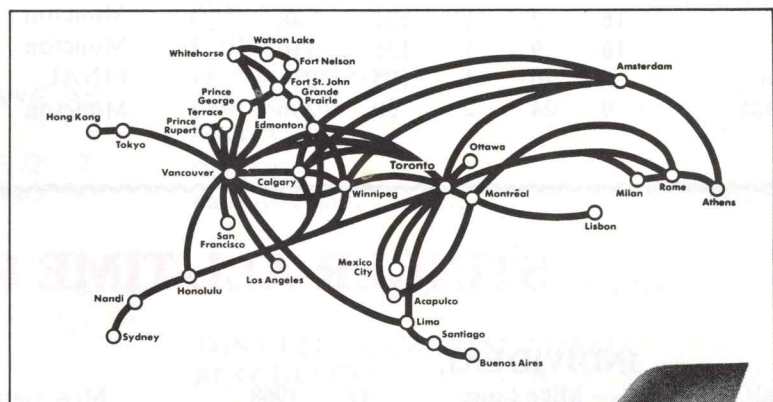 Watson Lake
Whitehorse
Fort Nelson
Amsterdam
Fort St. John
Prince
George
Grande
Prairie
Terrace
Hong Kong
Prince
Rupert
Edmonton
Tokyo
Ottawa
Toronto
Vancouver
Calgary
Winnipeg
Montréal
Milan
Rome
Athens
Lisbon
San
Francisco
Mexico
City
Los Angeles
Honolulu
Acapulco
Nandi
Lima
Sydney
Santiago
Buenos Aires